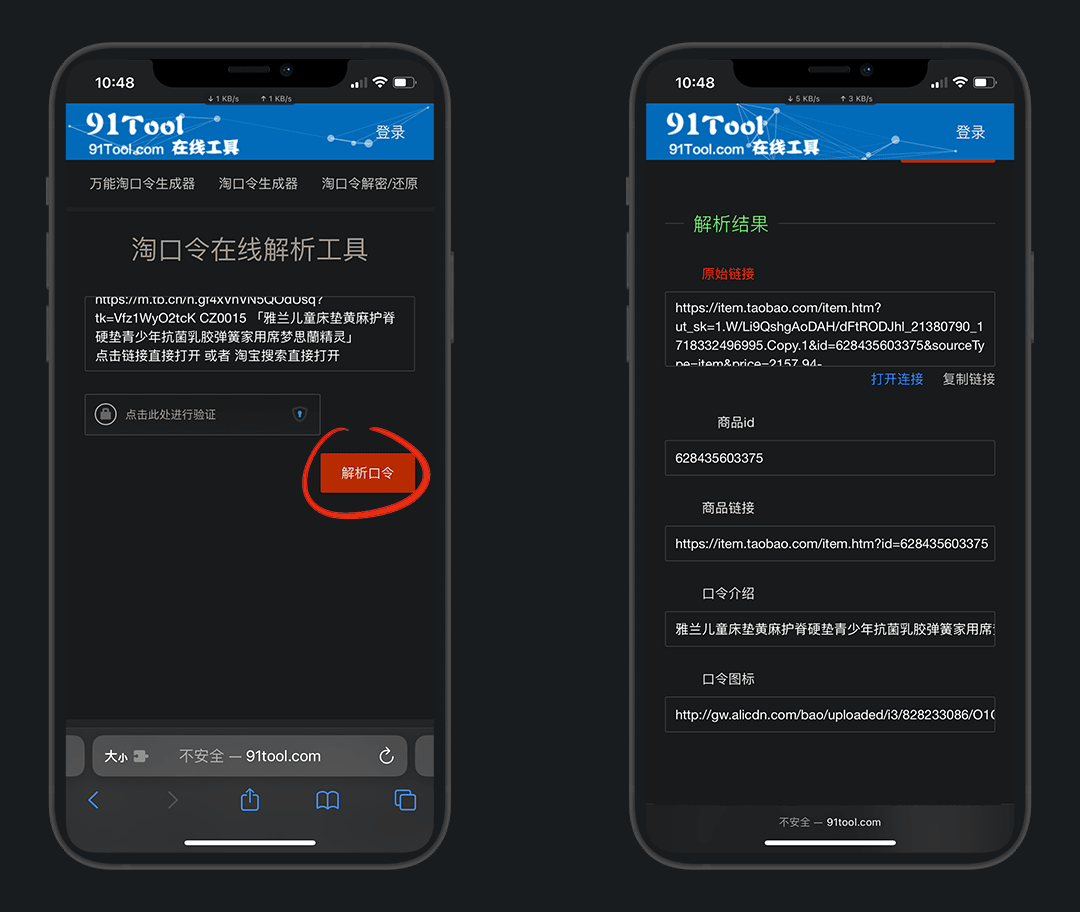 10:48
↓ 1 KB/s ↑ 1 KB/s
91Tool
91Tool.com 在线工具
登录
万能淘口令生成器 淘口令生成器 淘口令解密/还原
淘口令在线解析工具
https://m.tb.cn/h.gf4xVhVN5QOdUsq?
tk=Vfz1WyO2tcK CZ0015 「雅兰儿童床垫黄麻护脊
硬垫青少年抗菌乳胶弹簧家用席梦思蘭精灵」
点击链接直接打开 或者 淘宝搜索直接打开
点击此处进行验证
解析口令
大小 不安全 — 91tool.com
10:48
↓ 5 KB/s ↑ 3 KB/s
91Tool
91Tool.com 在线工具
登录
解析结果
原始链接
https://item.taobao.com/item.htm?
ut_sk=1.W/Li9QshgAoDAH/dFtRODJhl_21380790_1
718332496995.Copy.1&id=628435603375&sourceTy
pe=item&price=2157.94-
打开连接 复制链接
商品id
628435603375
商品链接
https://item.taobao.com/item.htm?id=628435603375
口令介绍
雅兰儿童床垫黄麻护脊硬垫青少年抗菌乳胶弹簧家用席
口令图标
http://gw.alicdn.com/bao/uploaded/i3/828233086/O1
不安全 — 91tool.com